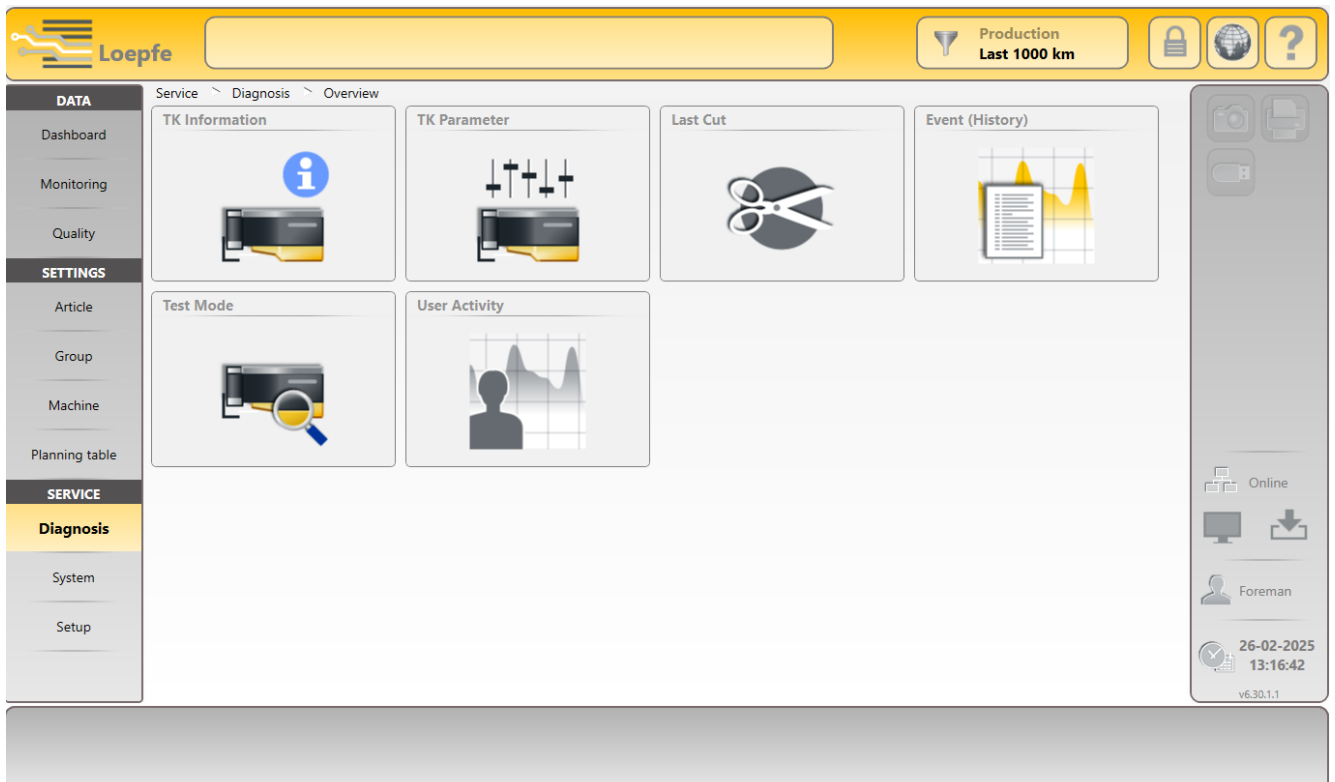 Loepfe
Production
Last 1000 km
?
DATA
Dashboard
Monitoring
Quality
SETTINGS
Article
Group
Machine
Planning table
SERVICE
Diagnosis
System
Setup
Service > Diagnosis > Overview
TK Information
TK Parameter
Last Cut
Event (History)
Test Mode
User Activity
Online
Foreman
26-02-2025
13:16:42
v6.30.1.1